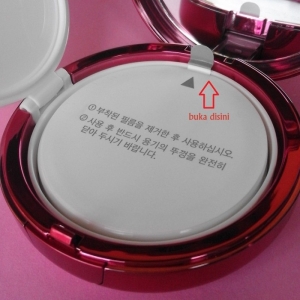 buka disini
① 부착된 필름을 제거한 후 사용하십시오.
② 사용 후 반드시 용기의 뚜껑을 완전히
닫아 두시기 바랍니다.